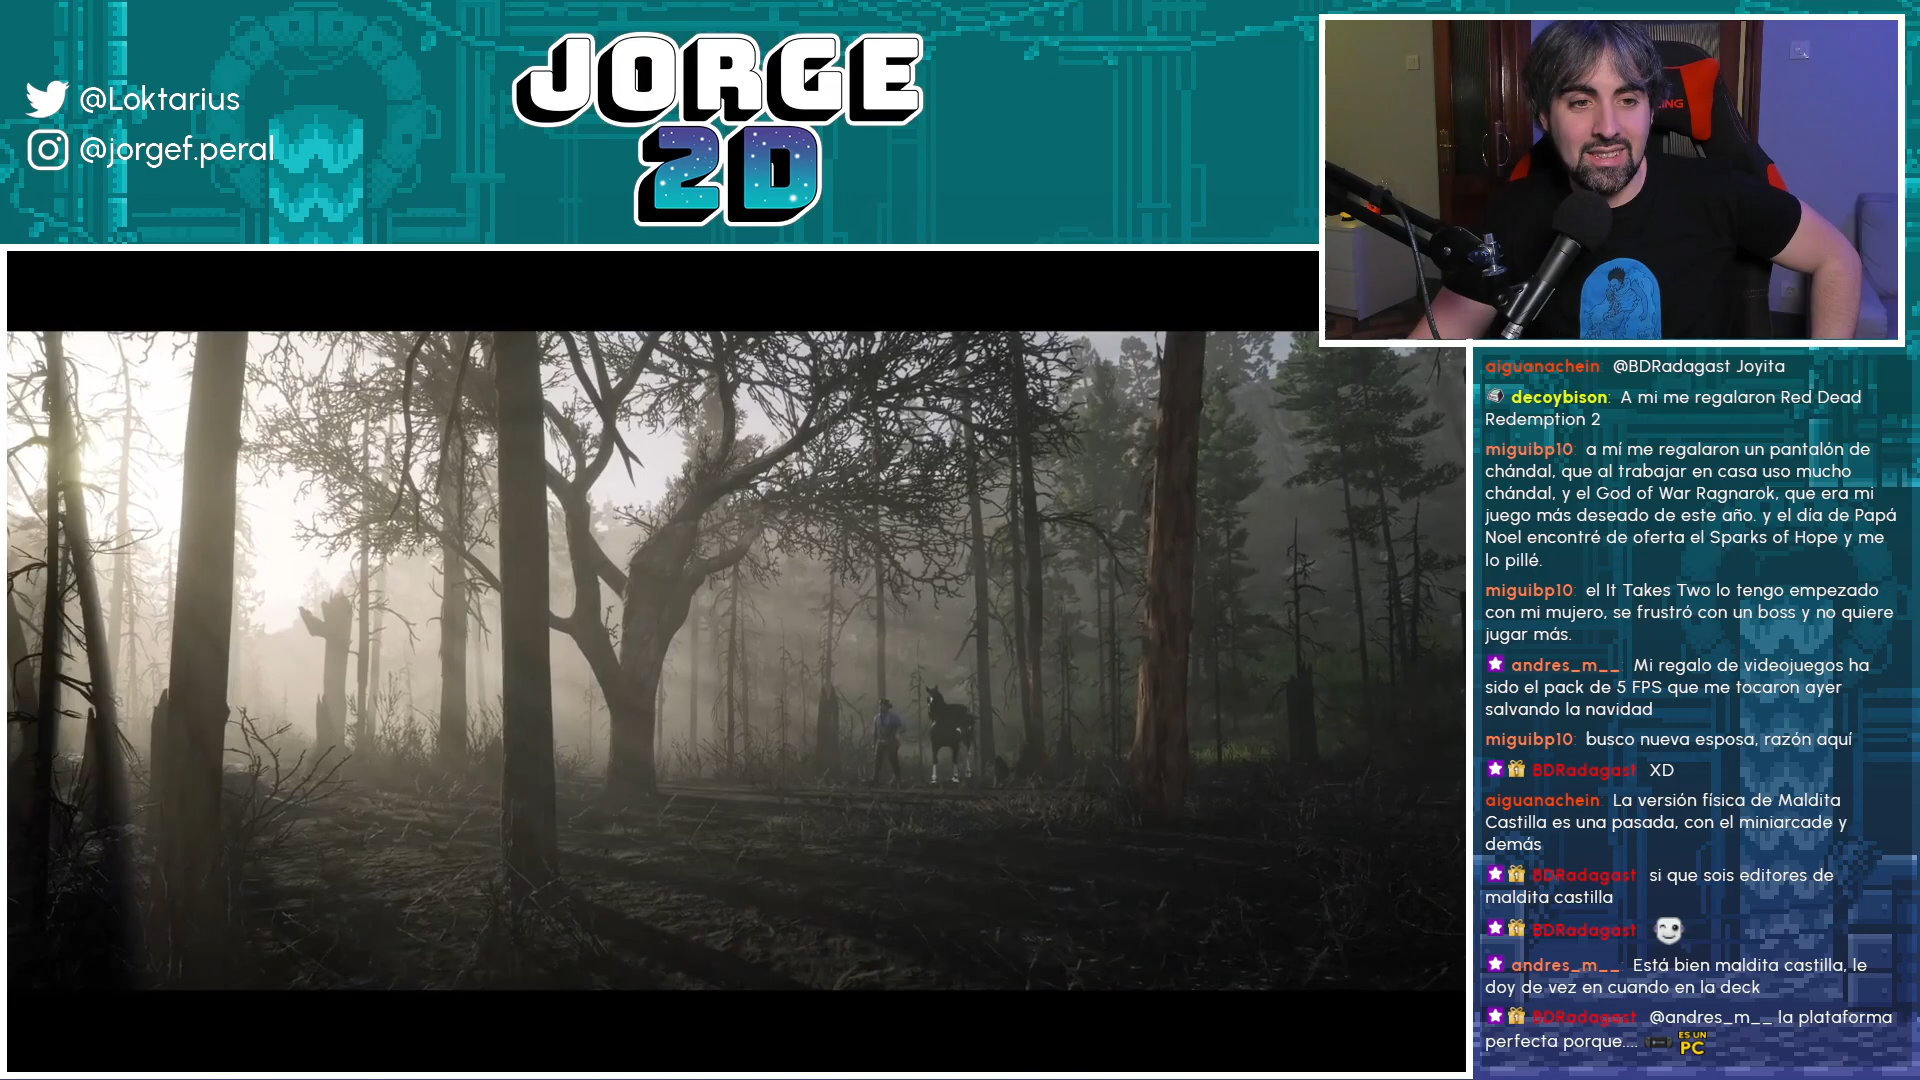 @Loktarius
@jorgef.peral
JORGE
2D
ING
aiguanachein: @BDRadagast Joyita
decoybison: A mi me regalaron Red Dead
Redemption 2
miguibp10: a mí me regalaron un pantalón de
chándal, que al trabajar en casa uso mucho
chándal, y el God of War Ragnarok, que era mi
juego más deseado de este año. y el día de Papá
Noel encontré de oferta el Sparks of Hope y me
lo pillé.
miguibp10: el It Takes Two lo tengo empezado
con mi mujero, se frustró con un boss y no quiere
jugar más.
andres_m__: Mi regalo de videojuegos ha
sido el pack de 5 FPS que me tocaron ayer
salvando la navidad
miguibp10: busco nueva esposa, razón aquí
BDRadagast: XD
aiguanachein: La versión física de Maldita
Castilla es una pasada, con el miniarcade y
demás
BDRadagast: si que sois editores de
maldita castilla
BDRadagast:
andres_m__: Está bien maldita castilla, le
doy de vez en cuando en la deck
BDRadagast: @andres_m__ la plataforma
perfecta porque.... ES UN PC